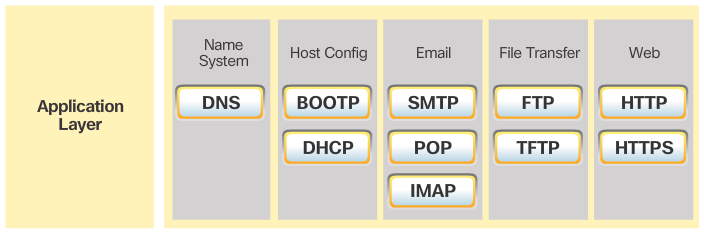 Application
Layer
Name
System
DNS
Host Config
BOOTP
DHCP
Email
SMTP
POP
IMAP
File Transfer
FTP
TFTP
Web
HTTP
HTTPS